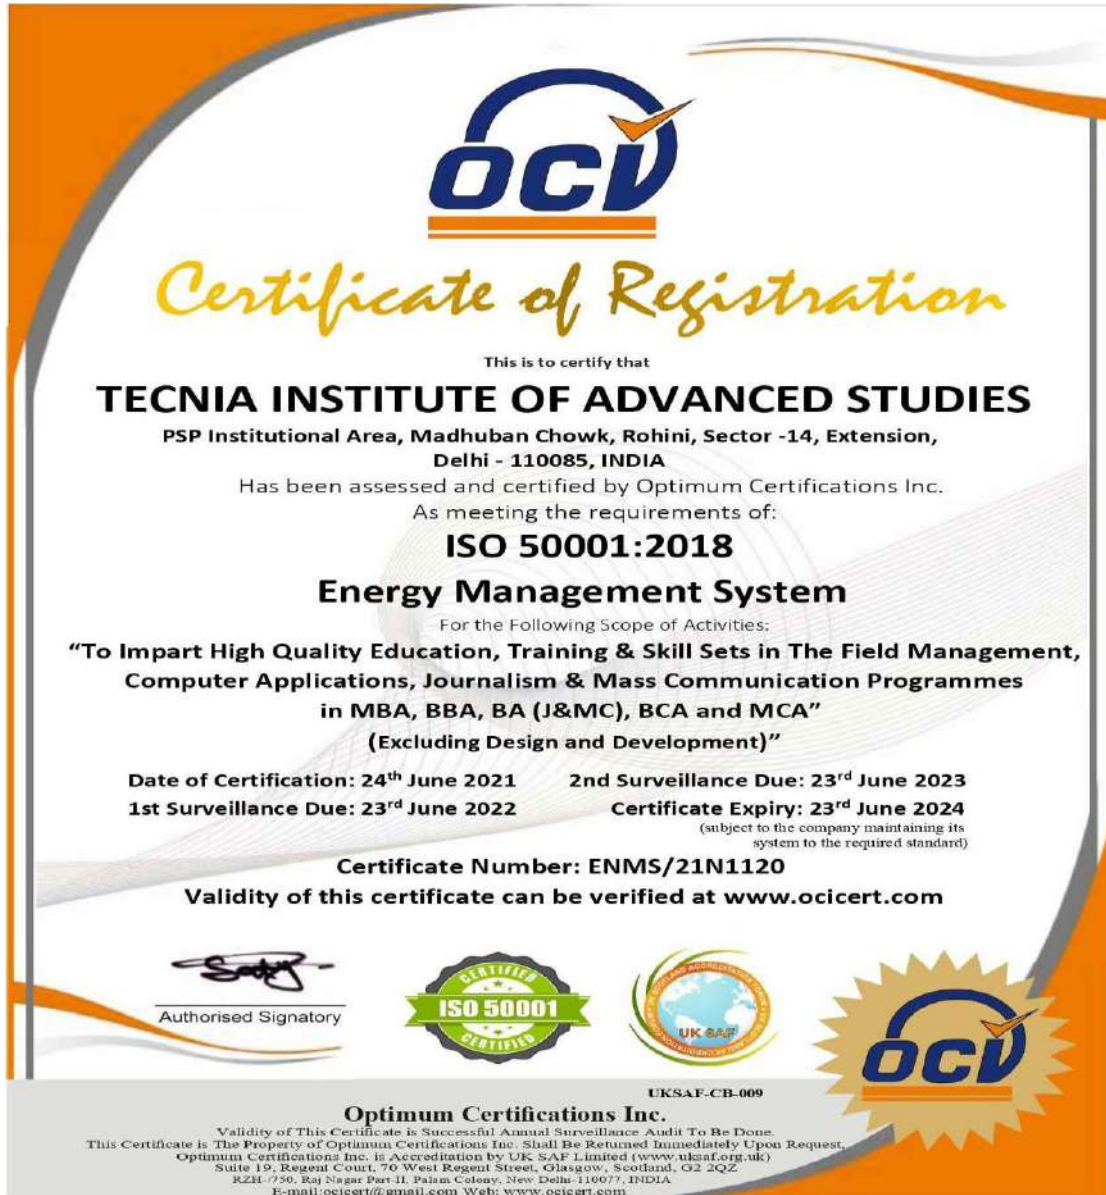 OCI
Certificate of Registration
This is to certify that
TECNIA INSTITUTE OF ADVANCED STUDIES
PSP Institutional Area, Madhuban Chowk, Rohini, Sector -14, Extension,
Delhi - 110085, INDIA
Has been assessed and certified by Optimum Certifications Inc.
As meeting the requirements of:
ISO 50001:2018
Energy Management System
For the Following Scope of Activities:
“To Impart High Quality Education, Training & Skill Sets in The Field Management,
Computer Applications, Journalism & Mass Communication Programmes
in MBA, BBA, BA (J&MC), BCA and MCA”
(Excluding Design and Development)”
Date of Certification: 24th June 2021 2nd Surveillance Due: 23rd June 2023
1st Surveillance Due: 23rd June 2022 Certificate Expiry: 23rd June 2024
(subject to the company maintaining its
system to the required standard)
Certificate Number: ENMS/21N1120
Validity of this certificate can be verified at www.ocicert.com
Authorised Signatory
CERTIFIED
ISO 50001
CERTIFIED
UK SAF
OCI
UKSAF-CB-009
Optimum Certifications Inc.
Validity of This Certificate is Successful Annual Surveillance Audit To Be Done.
This Certificate is The Property of Optimum Certifications Inc. Shall Be Returned Immediately Upon Request,
Optimum Certifications Inc. is Accreditation by UK SAF Limited (www.uksaf.org.uk)
Suite 19, Regent Court, 70 West Regent Street, Glasgow, Scotland, G2 2QZ
RZH-/750, Raj Nagar Part-II, Palam Colony, New Delhi-110077, INDIA
E-mail:ocicert@gmail.com Web: www.ocicert.com